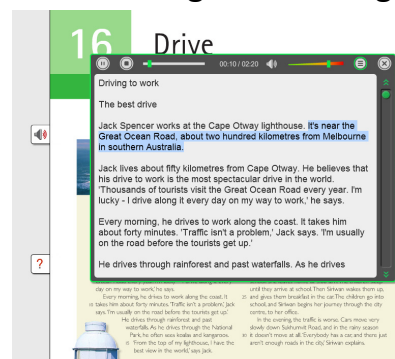 16
Drive
00:10 / 02:20
Driving to work
The best drive
Jack Spencer works at the Cape Otway lighthouse. It's near the
Great Ocean Road, about two hundred kilometres from Melbourne
in southern Australia.
Jack lives about fifty kilometres from Cape Otway. He believes that
his drive to work is the most spectacular drive in the world.
'Thousands of tourists visit the Great Ocean Road every year. I'm
lucky - I drive along it every day on my way to work,' he says.
Every morning, he drives to work along the coast. It takes him
about forty minutes. 'Traffic isn't a problem,' Jack says. 'I'm usually
on the road before the tourists get up.'
He drives through rainforest and past waterfalls. As he drives
?
day on my way to work,' he says.
Every morning, he drives to work along the coast. It
takes him about forty minutes. 'Traffic isn't a problem,' Jack
says. 'I'm usually on the road before the tourists get up.'
He drives through rainforest and past
waterfalls. As he drives through the National
Park, he often sees koalas and kangaroos.
'From the top of my lighthouse, I have the
best view in the world,' says Jack.
until they arrive at school. Then Siriwan wakes them up,
and gives them breakfast in the car. The children go into
school, and Siriwan begins her journey through the city
centre, to her office.
In the evening, the traffic is worse. Cars move very
slowly down Sukhumvit Road, and in the rainy season
it doesn't move at all. 'Everybody has a car and there just
aren't enough roads in the city,' Siriwan explains.